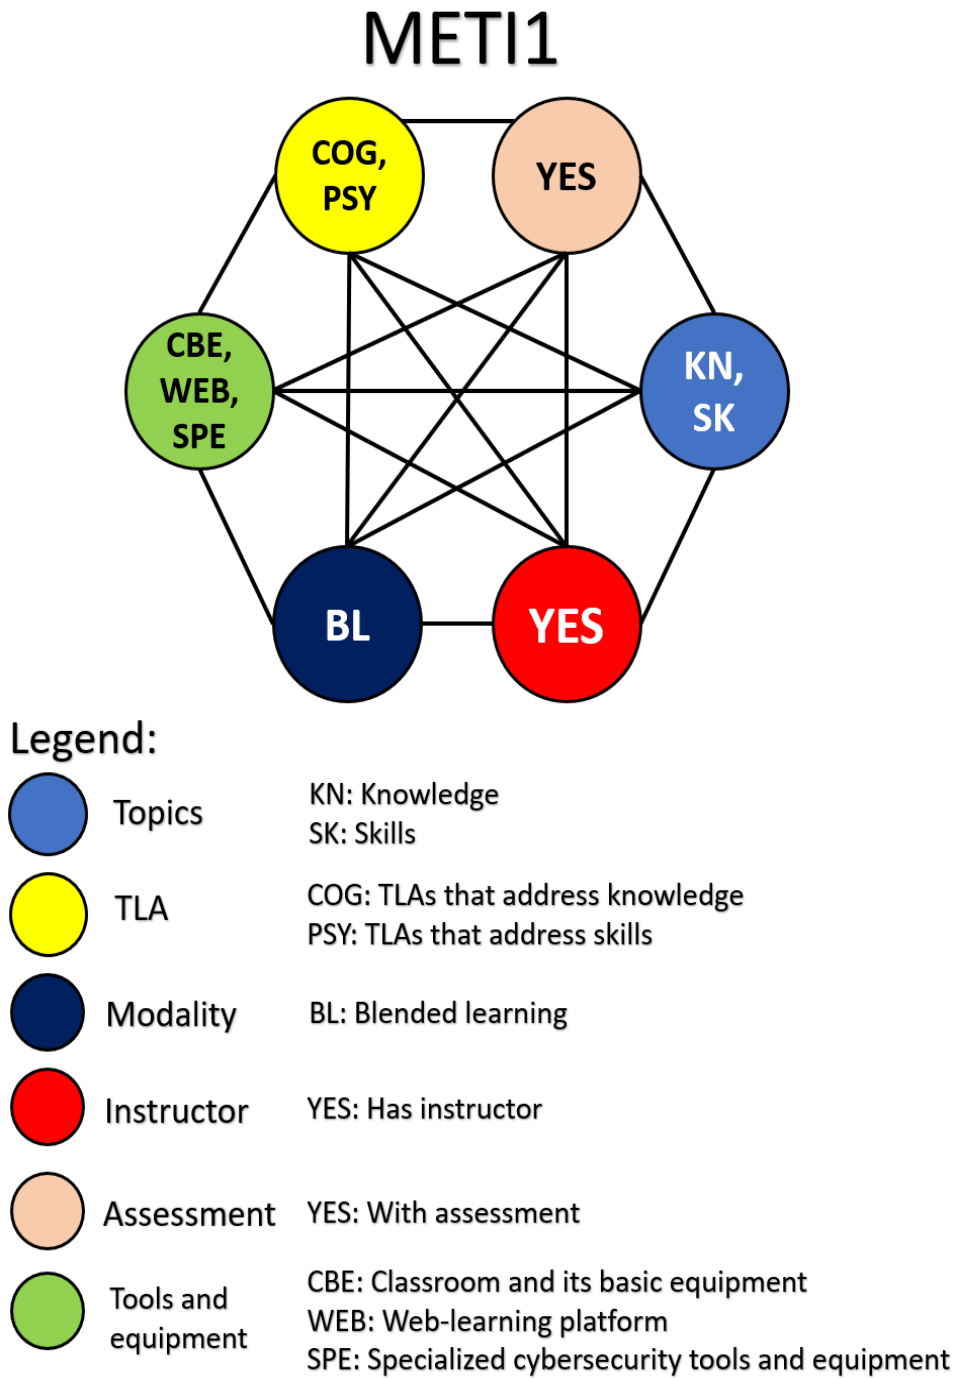 METI1
COG,
PSY
YES
CBE,
WEB,
SPE
KN,
SK
BL
YES
Legend:
Topics
KN: Knowledge
SK: Skills
TLA
COG: TLAs that address knowledge
PSY: TLAs that address skills
Modality
BL: Blended learning
Instructor
YES: Has instructor
Assessment
YES: With assessment
Tools and
equipment
CBE: Classroom and its basic equipment
WEB: Web-learning platform
SPE: Specialized cybersecurity tools and equipment